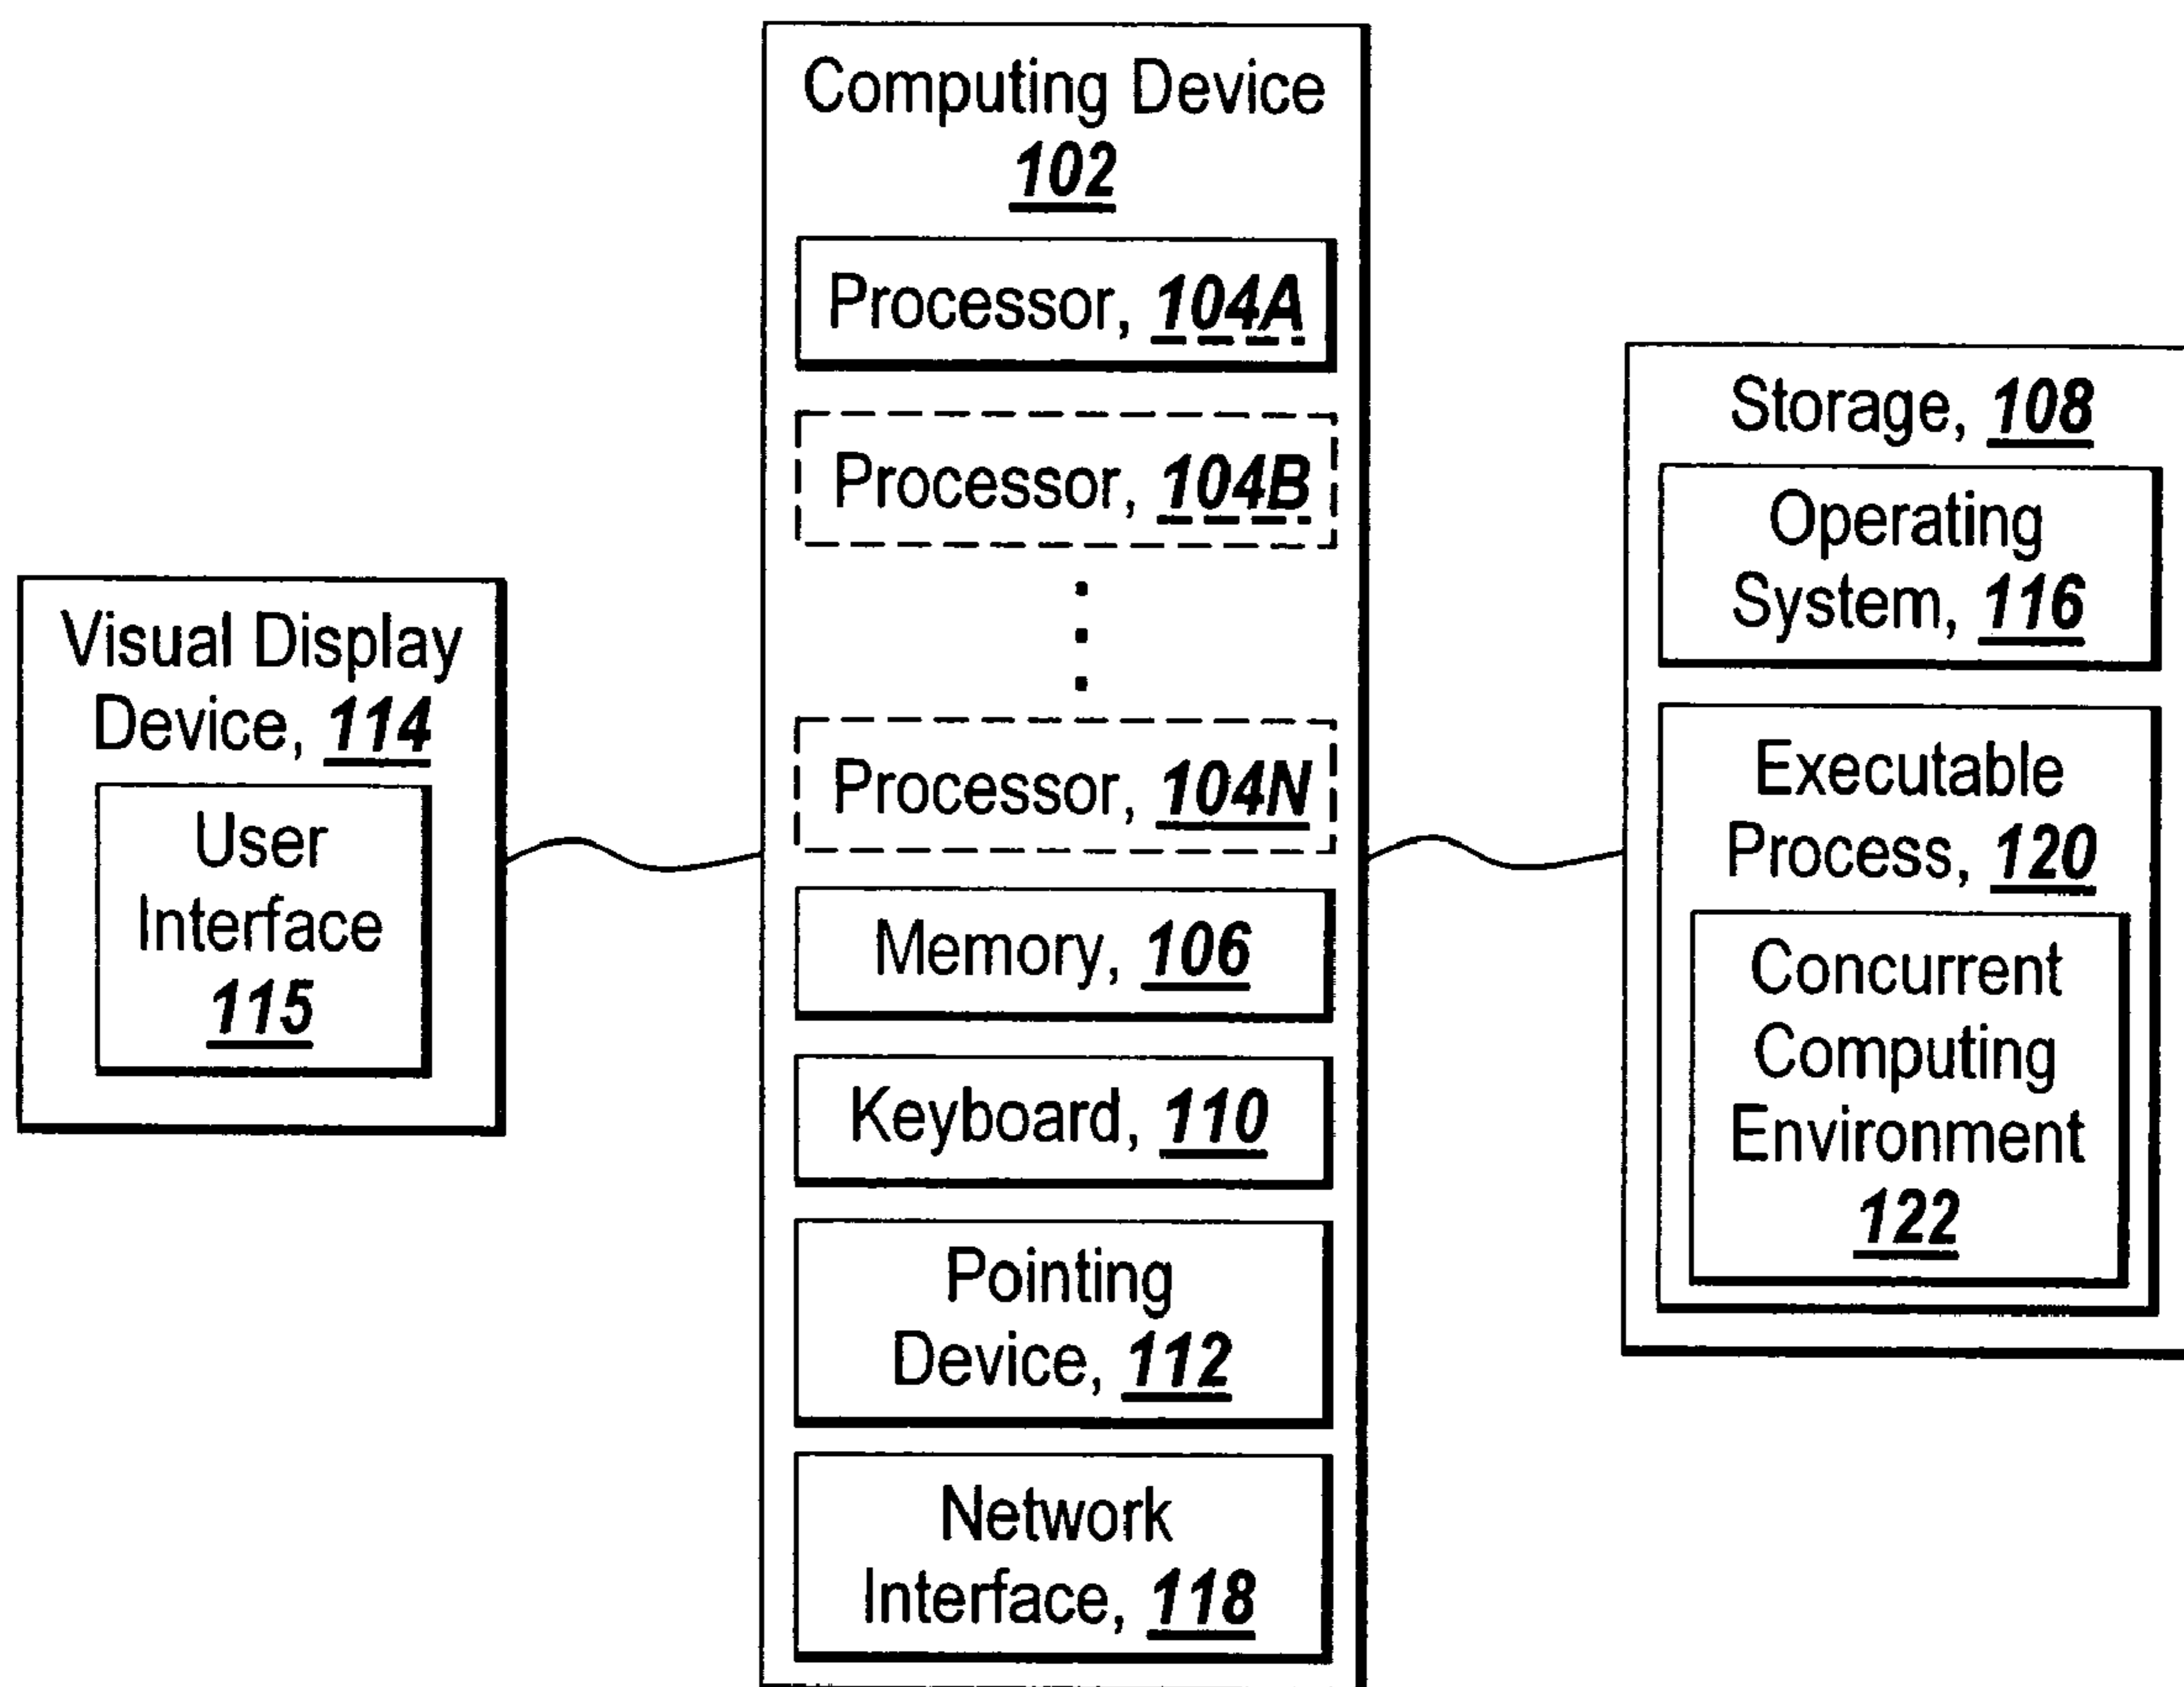 Computing Device
102
Processor, 104A
Processor, 104B
Processor, 104N
Memory, 106
Keyboard, 110
Pointing
Device, 112
Network
Interface, 118
Visual Display
Device, 114
User
Interface
115
Storage, 108
Operating
System, 116
Executable
Process, 120
Concurrent
Computing
Environment
122